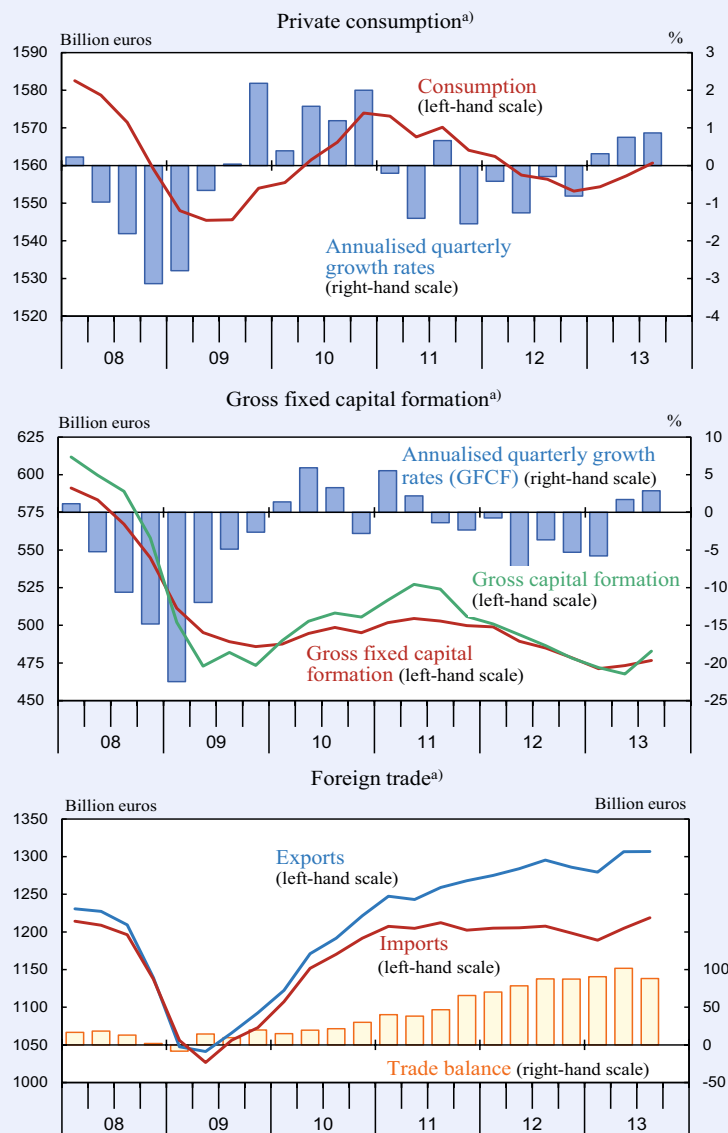 Private consumptiona)
Billion euros %
1590 3
1580 2
1570 1
1560 0
1550 -1
1540 -2
1530 -3
1520 -4
Consumption
(left-hand scale)
Annualised quarterly
growth rates
(right-hand scale)
08 09 10 11 12 13
Gross fixed capital formationa)
Billion euros %
625 10
600 5
575 0
550 -5
525 -10
500 -15
475 -20
450 -25
Annualised quarterly growth
rates (GFCF) (right-hand scale)
Gross capital formation
(left-hand scale)
Gross fixed capital
formation (left-hand scale)
08 09 10 11 12 13
Foreign tradea)
Billion euros Billion euros
1350
1300
1250
1200
1150
1100 100
1100 50
1050 0
1000 -50
Exports
(left-hand scale)
Imports
(left-hand scale)
Trade balance (right-hand scale)
08 09 10 11 12 13